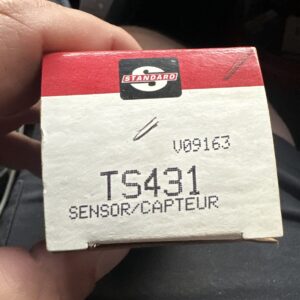 S
STANDARD
V09163
TS431
SENSOR/CAPTEUR